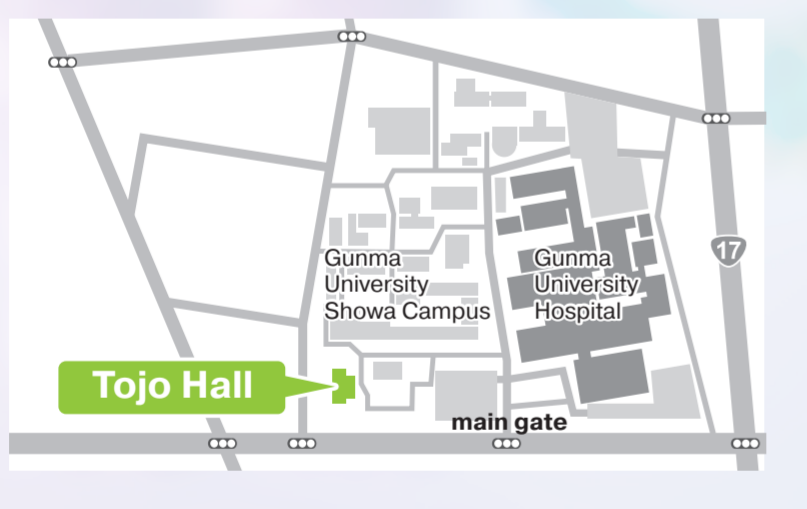 17
Gunma
University
Showa Campus
Gunma
University
Hospital
Tojo Hall
main gate